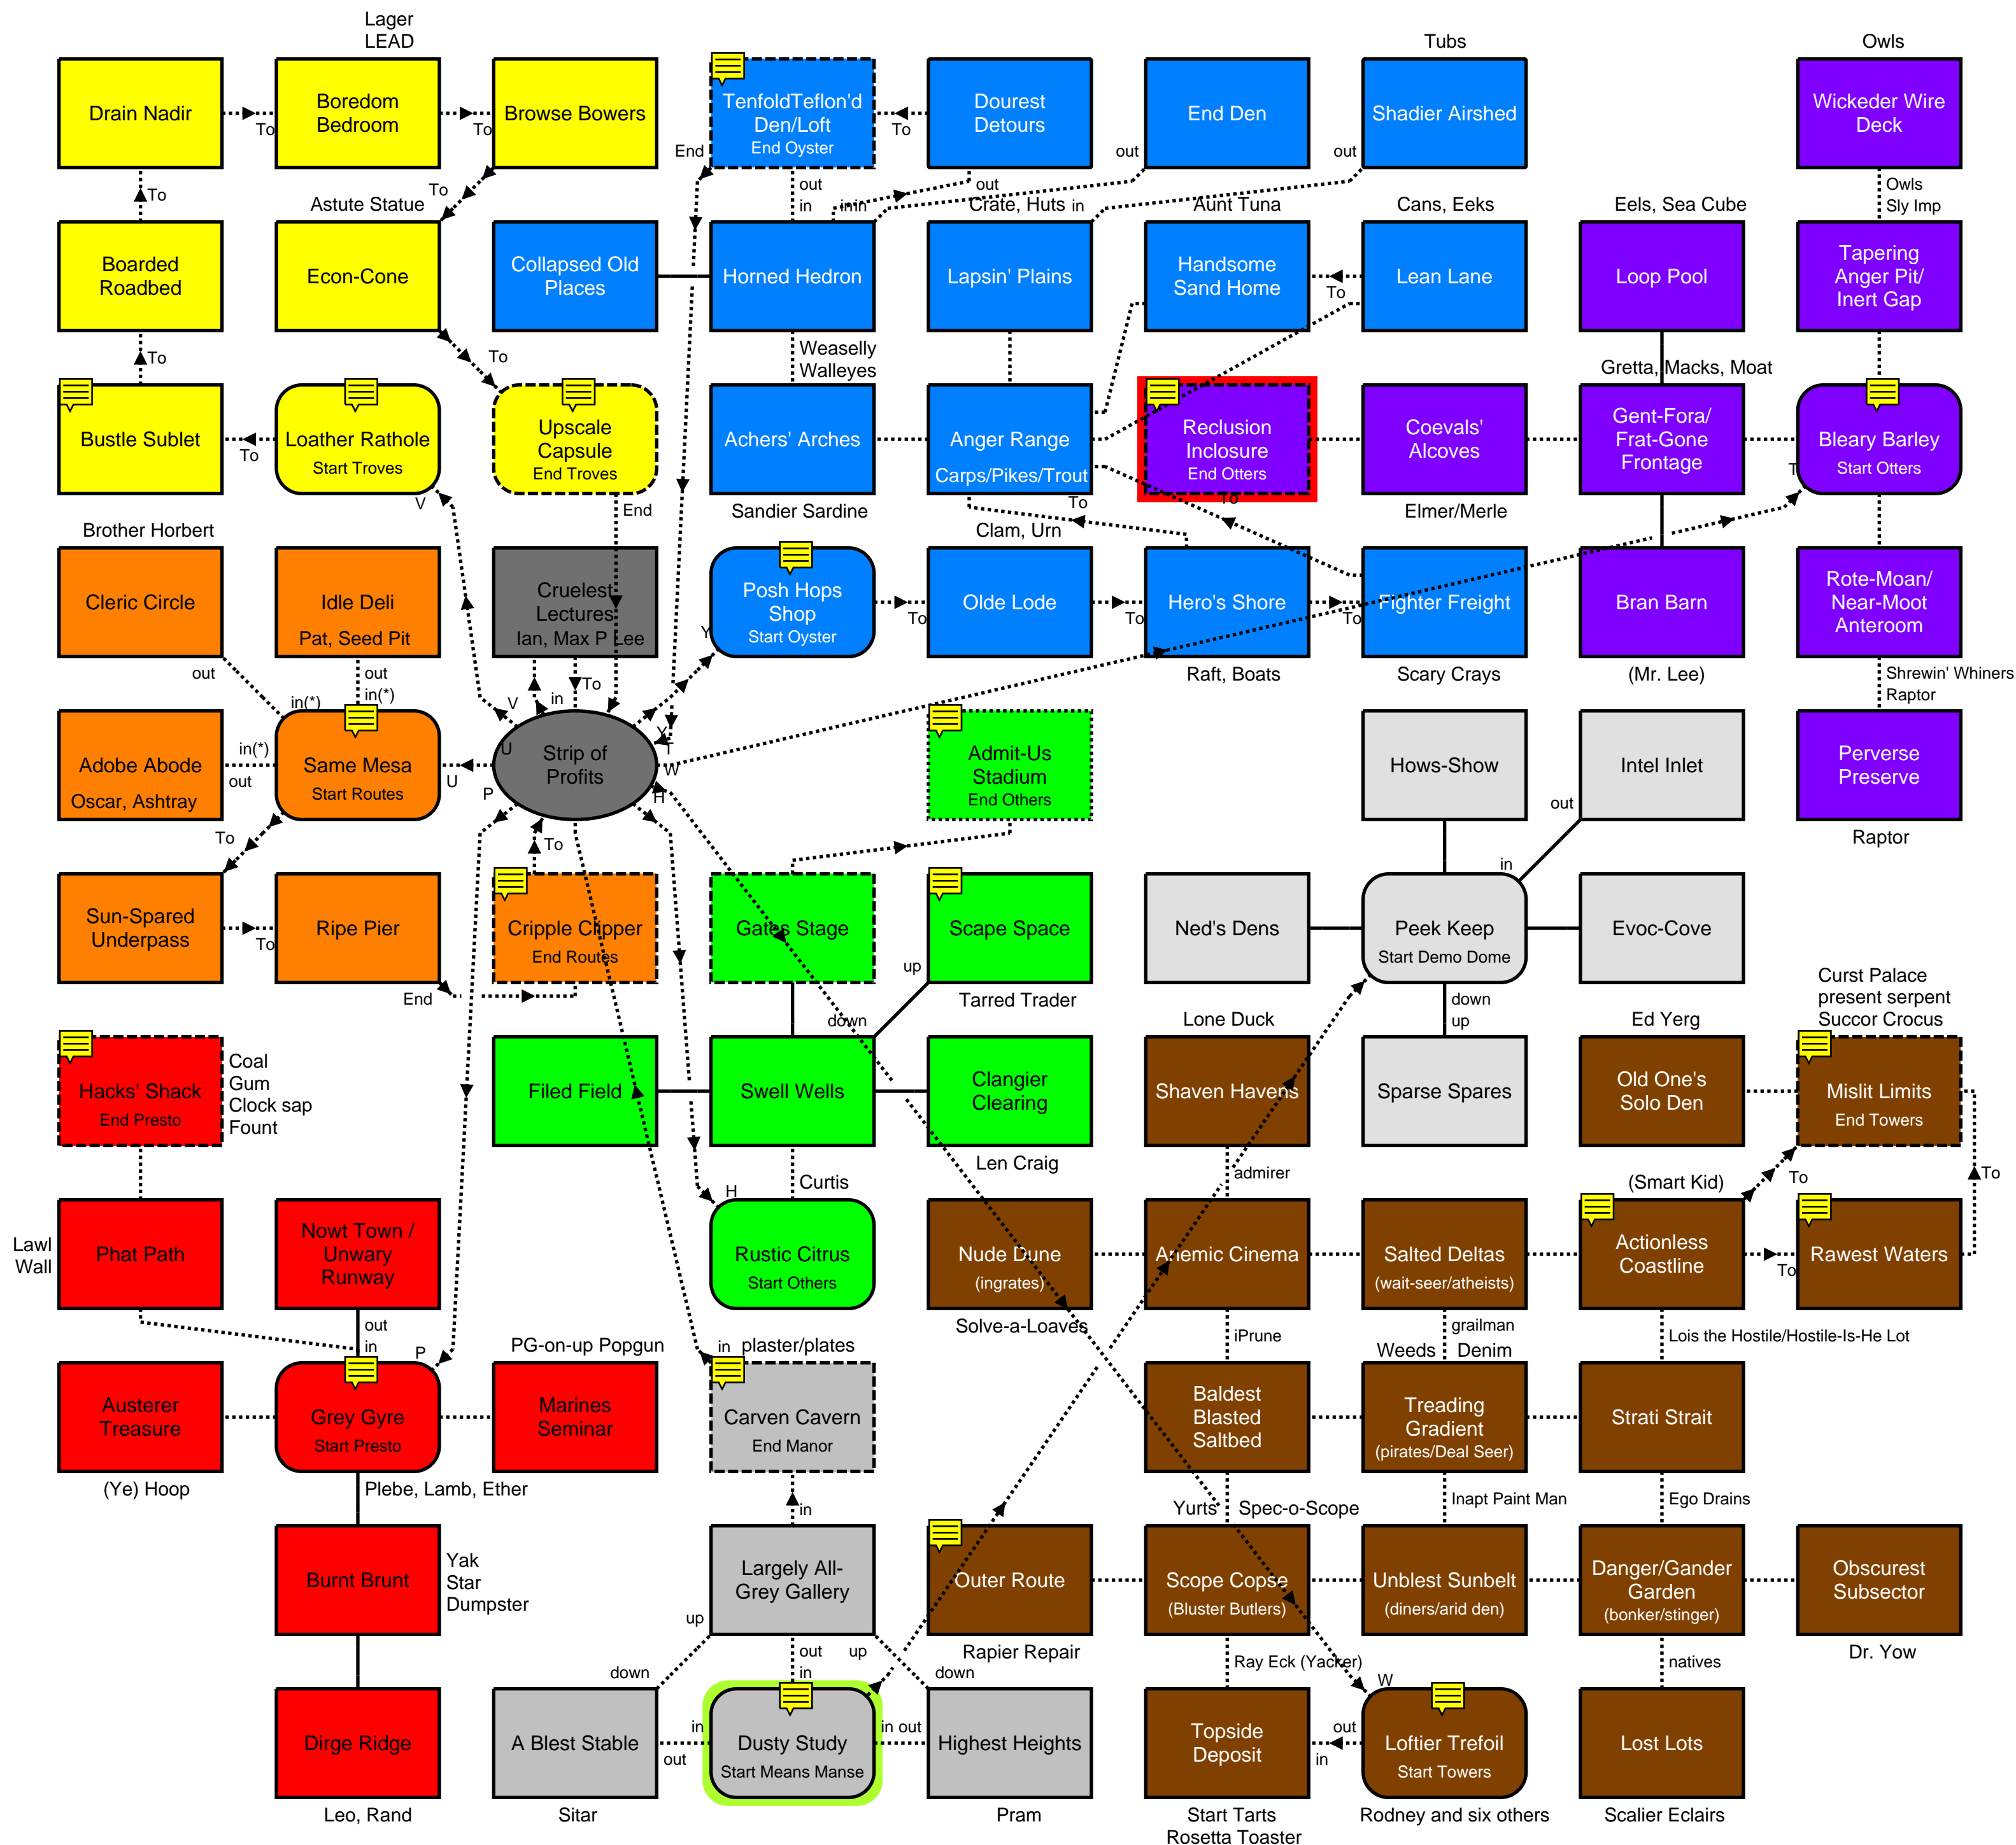 Lager
LEAD
Tubs
Owls
Drain Nadir
To
Boredom
Bedroom
To
Browse Bowers
TenfoldTeflon'd
Den/Loft
End Oyster
To
Dourest
Detours
End Den
Shadier Airshed
Wickeder Wire
Deck
End
out
out
To
To
out
in
out
inin
in
Owls
Sly Imp
Astute Statue
Crate, Huts
Aunt Tuna
Cans, Eeks
Eels, Sea Cube
Boarded
Roadbed
Econ-Cone
Collapsed Old
Places
Horned Hedron
Lapsin' Plains
Handsome
Sand Home
To
Lean Lane
Loop Pool
Tapering
Anger Pit/
Inert Gap
To
To
Weaselly
Walleyes
Gretta, Macks, Moat
Bustle Sublet
To
Loather Rathole
Start Troves
Upscale
Capsule
End Troves
Achers' Arches
Anger Range
Carps/Pikes/Trout
Reclusion
Inclosure
End Otters
Coevals'
Alcoves
Gent-Fora/
Frat-Gone
Frontage
Bleary Barley
Start Otters
T
V
End
To
To
Sandier Sardine
Elmer/Merle
Brother Horbert
Clam, Urn
Cleric Circle
Idle Deli
Pat, Seed Pit
Cruelest
Lectures
Ian, Max P Lee
Posh Hops
Shop
Start Oyster
Y
To
Olde Lode
To
Hero's Shore
To
Fighter Freight
Bran Barn
Rote-Moan/
Near-Moot
Anteroom
out
out
in(*)
in(*)
To
in
V
Raft, Boats
Scary Crays
(Mr. Lee)
Shrewin' Whiners
Raptor
Adobe Abode
Oscar, Ashtray
in(*)
out
Same Mesa
Start Routes
U
U
Strip of
Profits
Y
T
W
H
P
Admit-Us
Stadium
End Others
Hows-Show
Intel Inlet
Perverse
Preserve
out
in
Raptor
To
To
Sun-Spared
Underpass
To
Ripe Pier
Cripple Clipper
End Routes
Gates Stage
Scape Space
up
Ned's Dens
Peek Keep
Start Demo Dome
Evoc-Cove
End
down
Tarred Trader
down
up
Curst Palace
present serpent
Succor Crocus
Lone Duck
Ed Yerg
Hacks' Shack
End Presto
Coal
Gum
Clock sap
Fount
Filed Field
Swell Wells
Clangier
Clearing
Shaven Havens
Sparse Spares
Old One's
Solo Den
Mislit Limits
End Towers
Len Craig
admirer
To
To
H
Curtis
(Smart Kid)
Lawl
Wall
Phat Path
Nowt Town /
Unwary
Runway
Rustic Citrus
Start Others
Nude Dune
(ingrates)
Anemic Cinema
Salted Deltas
(wait-seer/atheists)
Actionless
Coastline
To
Rawest Waters
out
in
P
PG-on-up Popgun
in
plaster/plates
Solve-a-Loaves
iPrune
grailman
Weeds
Denim
Lois the Hostile/Hostile-Is-He Lot
Austerer
Treasure
Grey Gyre
Start Presto
Marines
Seminar
Carven Cavern
End Manor
Baldest
Blasted
Saltbed
Treading
Gradient
(pirates/Deal Seer)
Strati Strait
(Ye) Hoop
Plebe, Lamb, Ether
in
Yurts
Spec-o-Scope
Inapt Paint Man
Ego Drains
Burnt Brunt
Yak
Star
Dumpster
Largely All-
Grey Gallery
Outer Route
Scope Copse
(Bluster Butlers)
Unblest Sunbelt
(diners/arid den)
Danger/Gander
Garden
(bonker/stinger)
Obscurest
Subsector
up
down
out
in
up
down
Rapier Repair
Ray Eck (Yacker)
W
natives
Dr. Yow
Dirge Ridge
A Blest Stable
in
out
Dusty Study
Start Means Manse
in out
Highest Heights
Topside
Deposit
out
in
Loftier Trefoil
Start Towers
Lost Lots
Leo, Rand
Sitar
Pram
Start Tarts
Rosetta Toaster
Rodney and six others
Scalier Eclairs